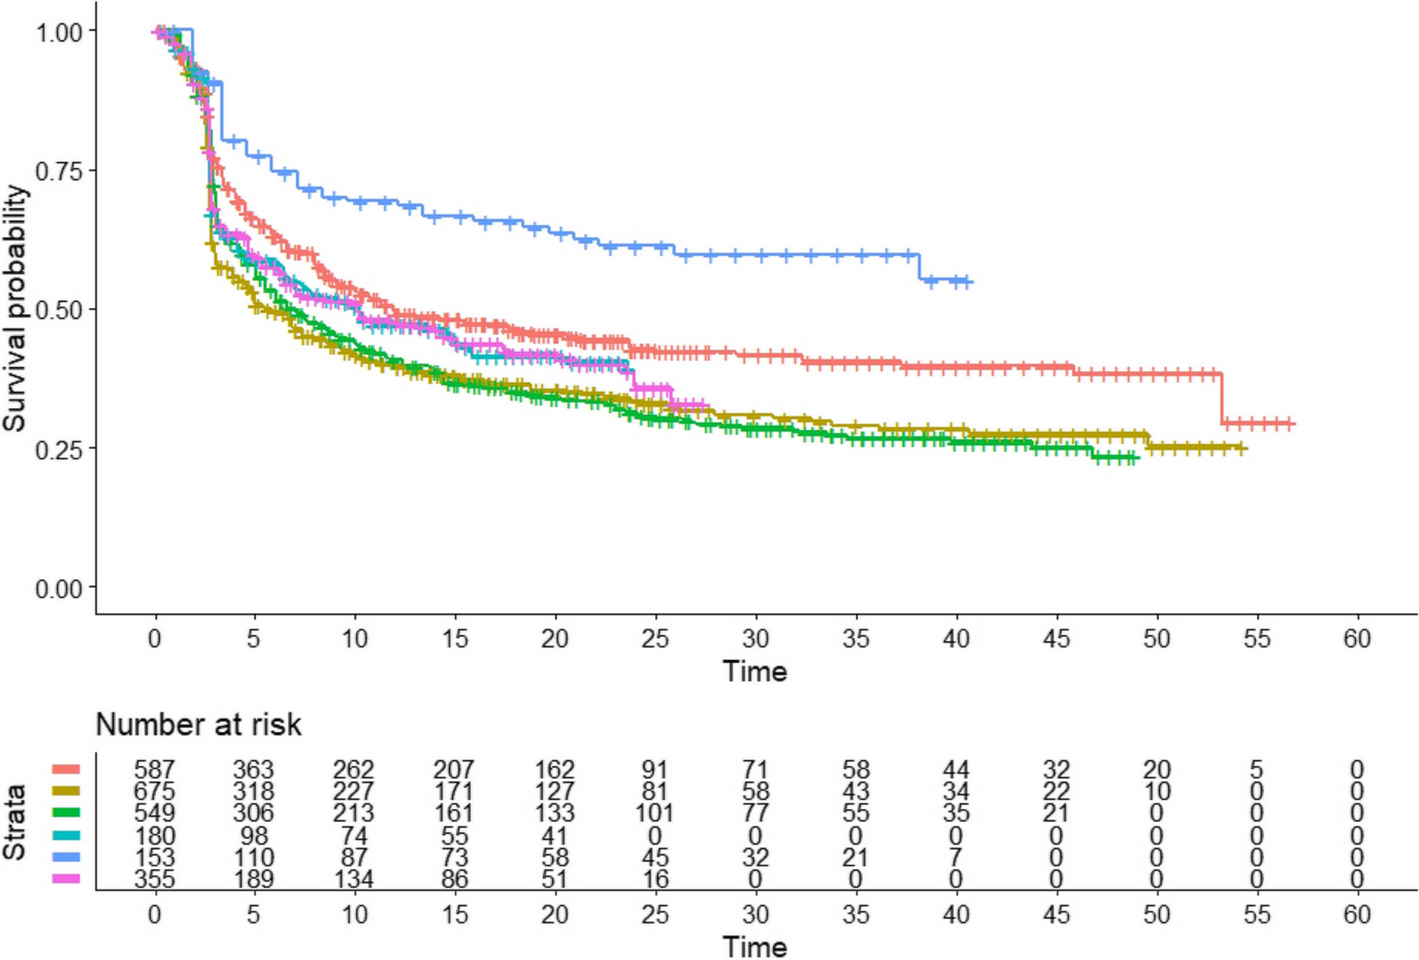 1.00
0.75
0.50
0.25
0.00
Survival probability
0 5 10 15 20 25 30 35 40 45 50 55 60
Time
Number at risk
Strata
587 363 262 207 162 91 71 58 44 32 20 5 0
675 318 227 171 127 81 58 43 34 22 10 0 0
549 306 213 161 133 101 77 55 35 21 0 0 0
180 98 74 55 41 0 0 0 0 0 0 0 0
153 110 87 73 58 45 32 21 7 0 0 0 0
355 189 134 86 51 16 0 0 0 0 0 0 0
0 5 10 15 20 25 30 35 40 45 50 55 60
Time